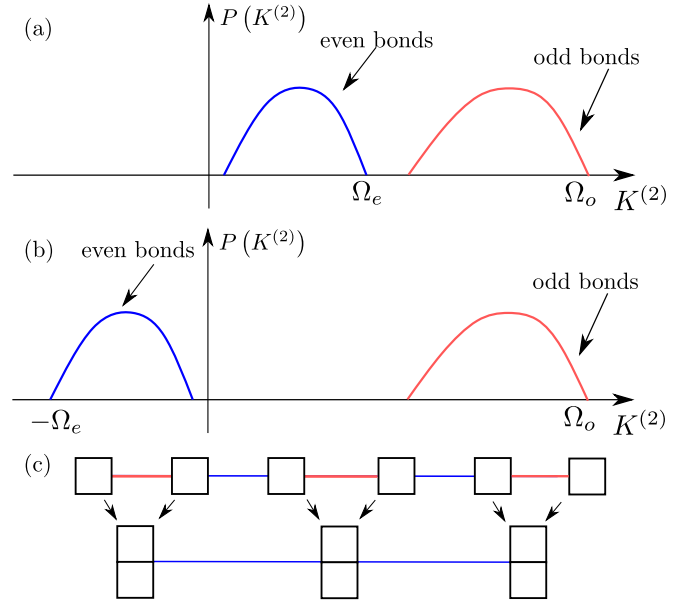 (a)
P (K^{(2)})
even bonds
odd bonds
Ω_e
Ω_o
K^{(2)}
(b)
P (K^{(2)})
even bonds
odd bonds
−Ω_e
Ω_o
K^{(2)}
(c)